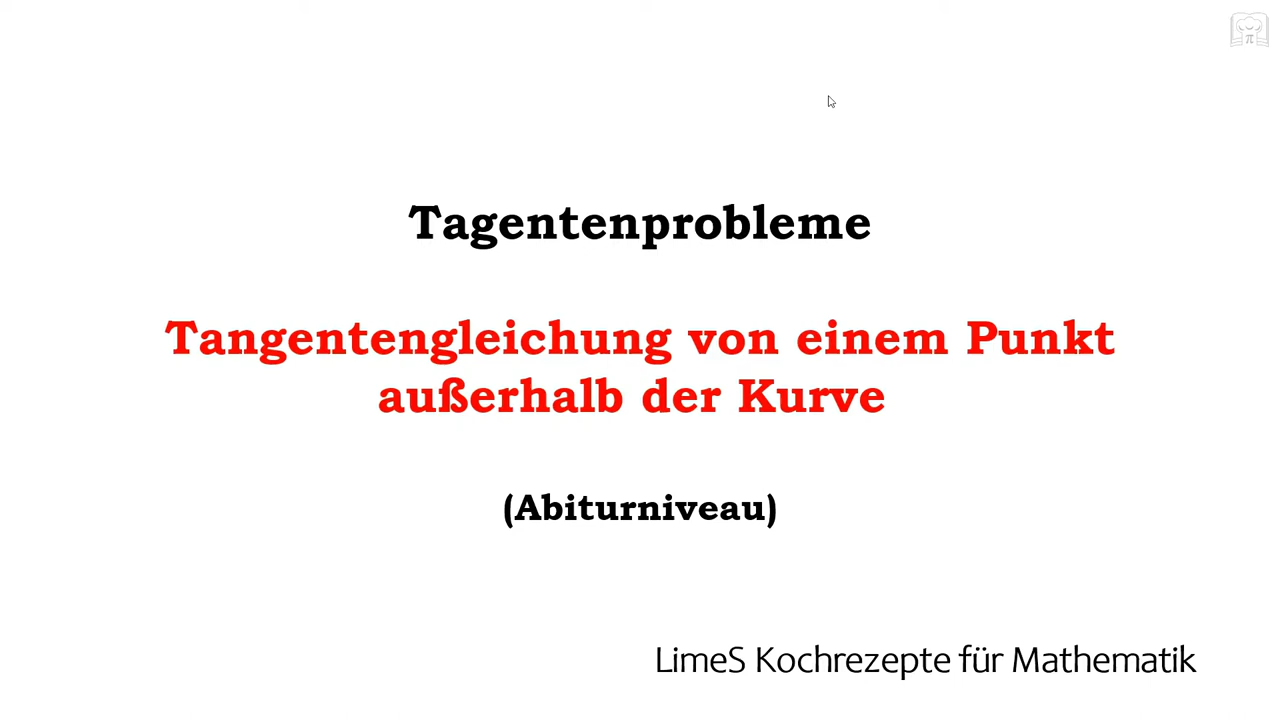 Tagentenprobleme
Tangentengleichung von einem Punkt
außerhalb der Kurve
(Abiturniveau)
LimeS Kochrezepte für Mathematik
π